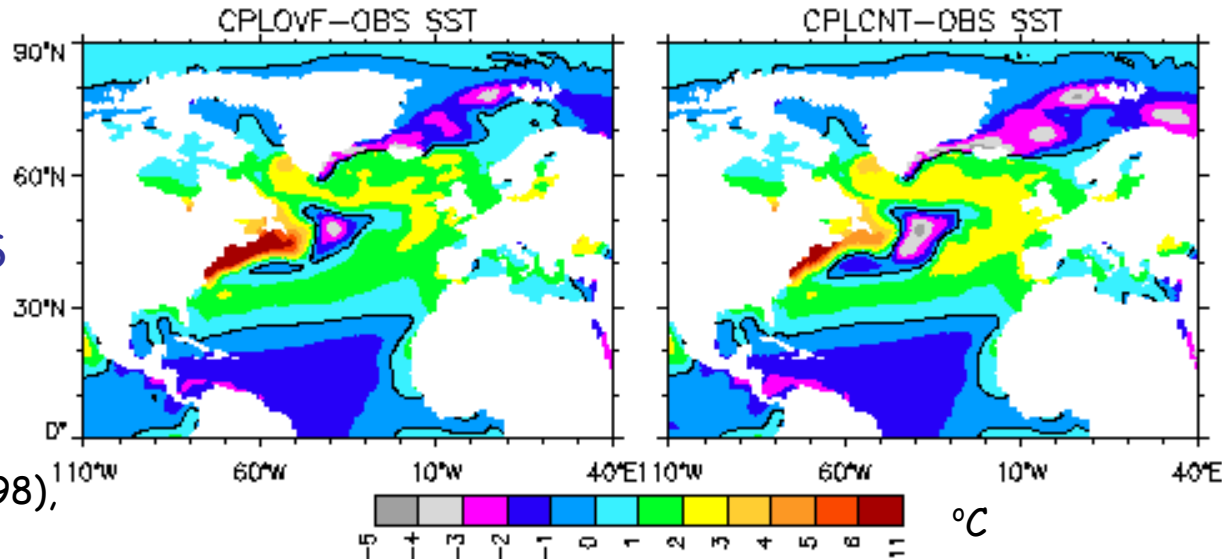 CPLOVF-OBS SST
CPLCNT-OBS SST
90°N
60°N
30°N
0°
S
110°W 60°W 10°W 40°E
110°W 60°W 10°W 40°E
98),
-5 -4 -3 -2 -1 0 1 2 3 4 5 6 11
°C